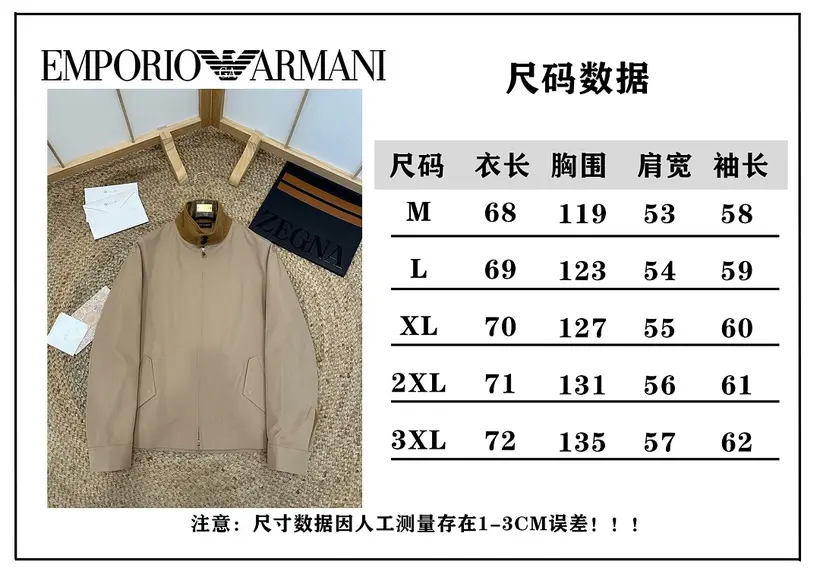 EMPORIO ARMANI
GA
尺码数据
ZEGNA
尺码 衣长 胸围 肩宽 袖长
M 68 119 53 58
L 69 123 54 59
XL 70 127 55 60
2XL 71 131 56 61
3XL 72 135 57 62
注意：尺寸数据因人工测量存在1-3CM误差！！！